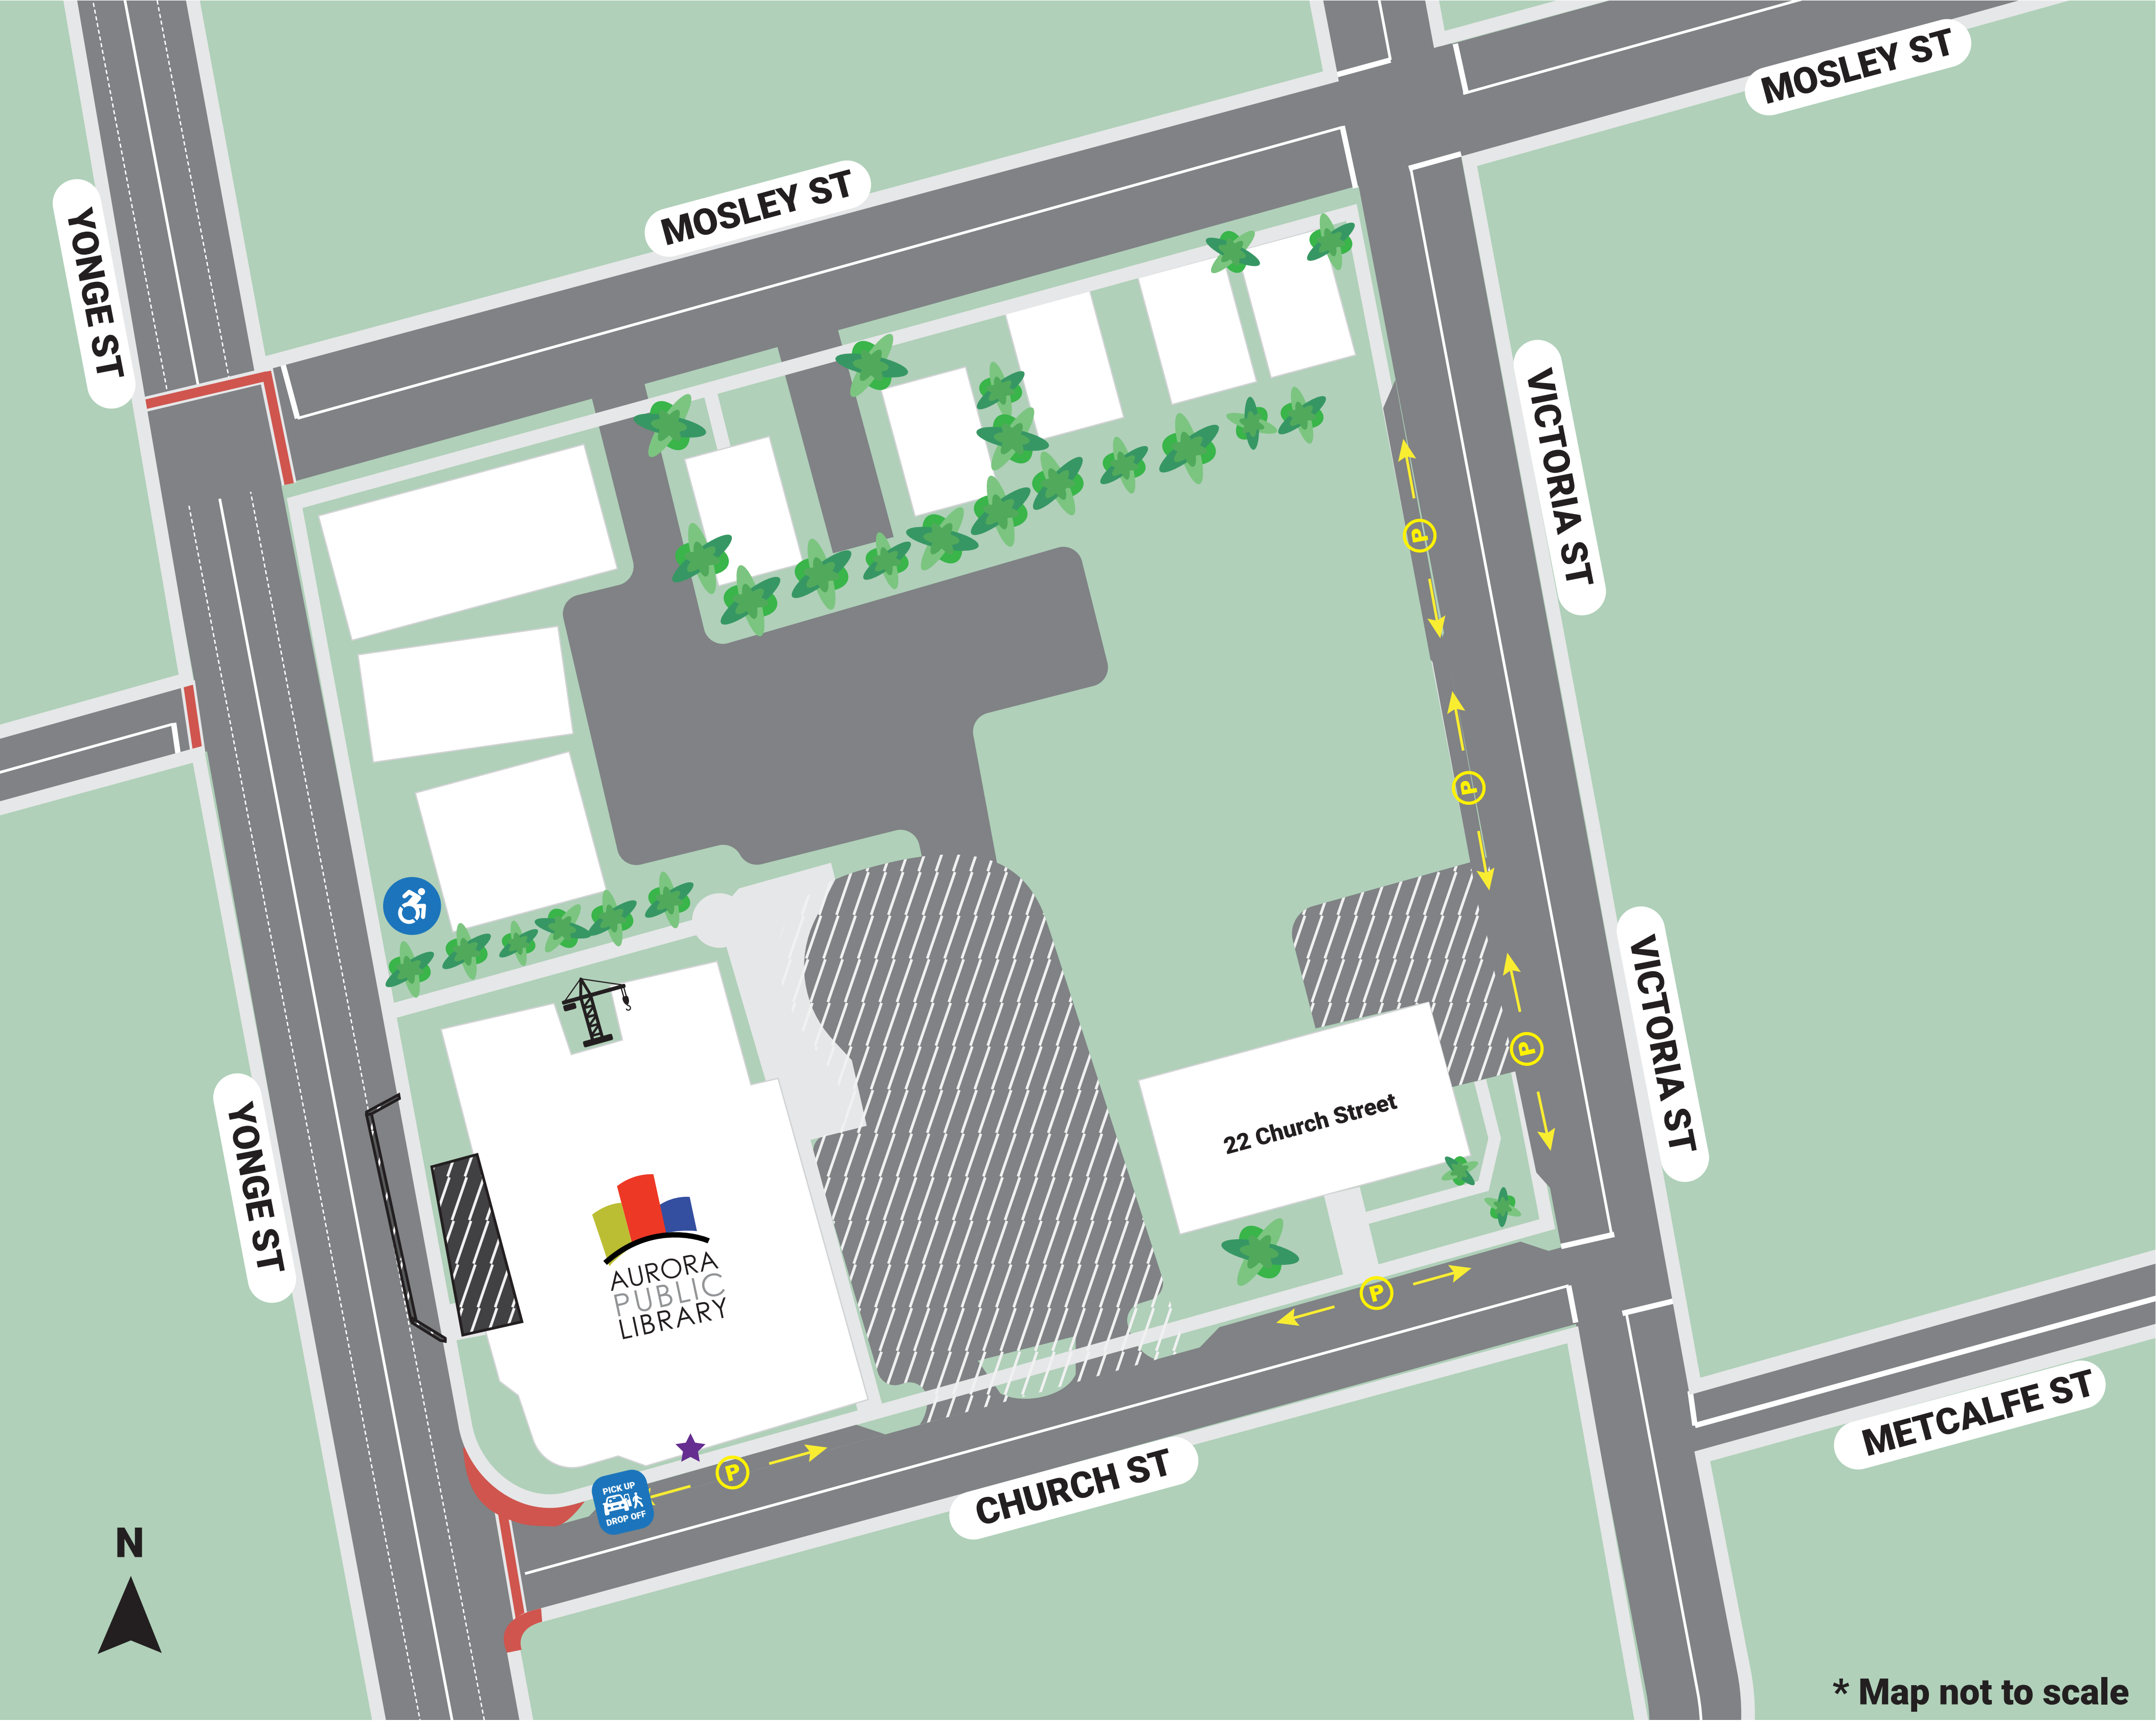 MOSLEY ST
MOSLEY ST
YONGE ST
VICTORIA ST
P
P
P
VICTORIA ST
22 Church Street
YONGE ST
AURORA
PUBLIC
LIBRARY
P
METCALFE ST
P
PICK UP
DROP OFF
CHURCH ST
N
* Map not to scale